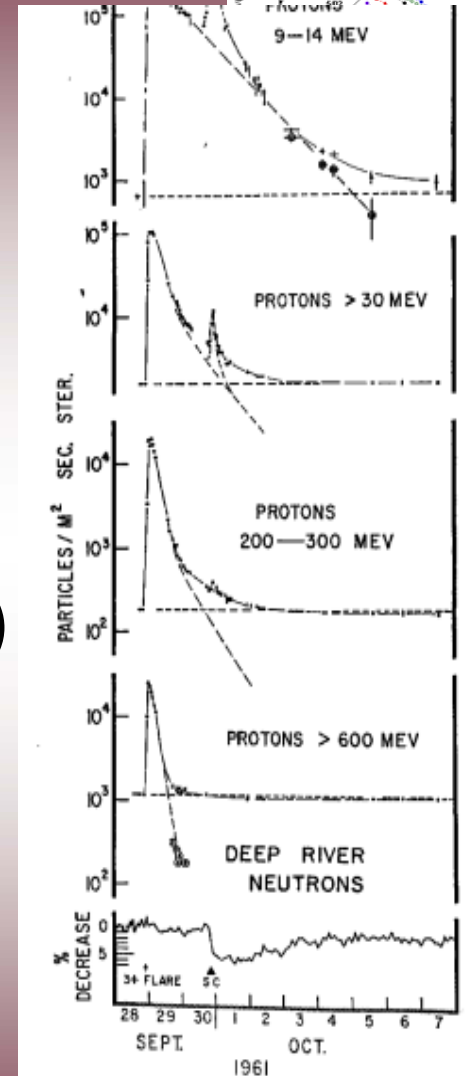 PROTONS
9—14 MEV
10⁴
10³
10⁵
10⁴
PROTONS > 30 MEV
PARTICLES/M² SEC. STER.
10⁴
10³
10²
PROTONS
200—300 MEV
10⁴
10³
10²
PROTONS > 600 MEV
DEEP RIVER
NEUTRONS
% DECREASE
0
5
3+ FLARE
SC
28 29 30 1 2 3 4 5 6 7
SEPT. OCT.
1961
)